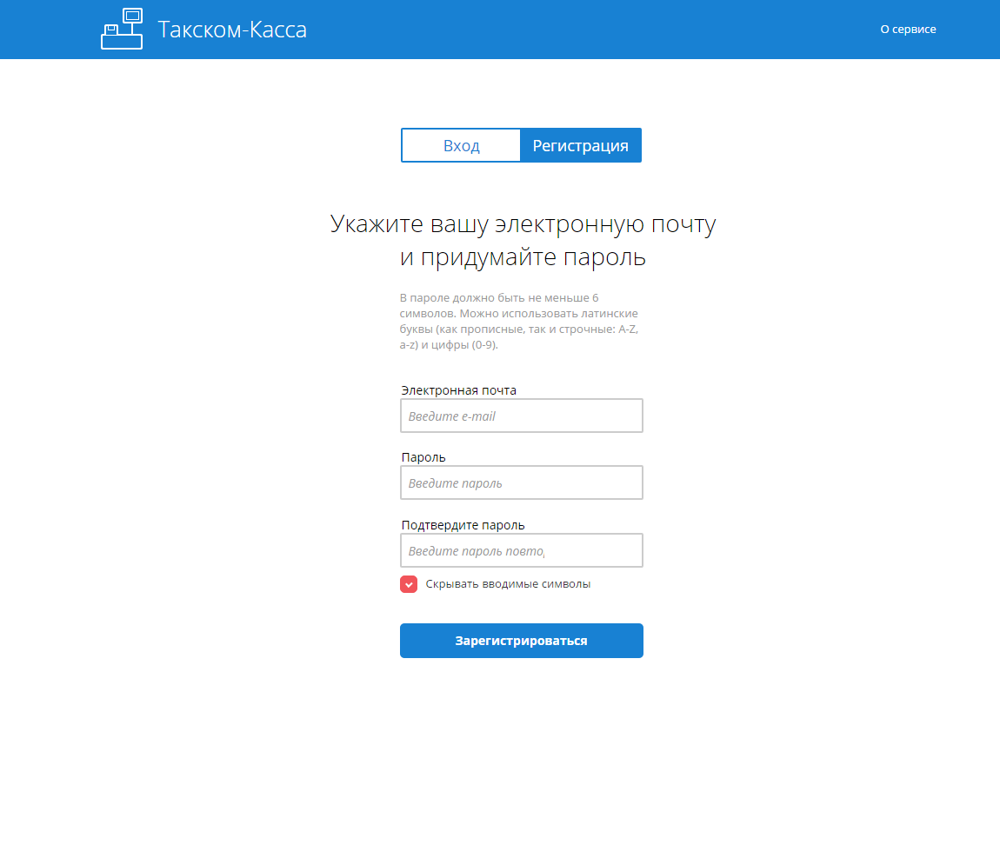 Такском-Касса
О сервисе
Вход
Регистрация
Укажите вашу электронную почту
и придумайте пароль
В пароле должно быть не меньше 6
символов. Можно использовать латинские
буквы (как прописные, так и строчные: A-Z,
a-z) и цифры (0-9).
Электронная почта
Введите e-mail
Пароль
Введите пароль
Подтвердите пароль
Введите пароль повто
Скрывать вводимые символы
Зарегистрироваться